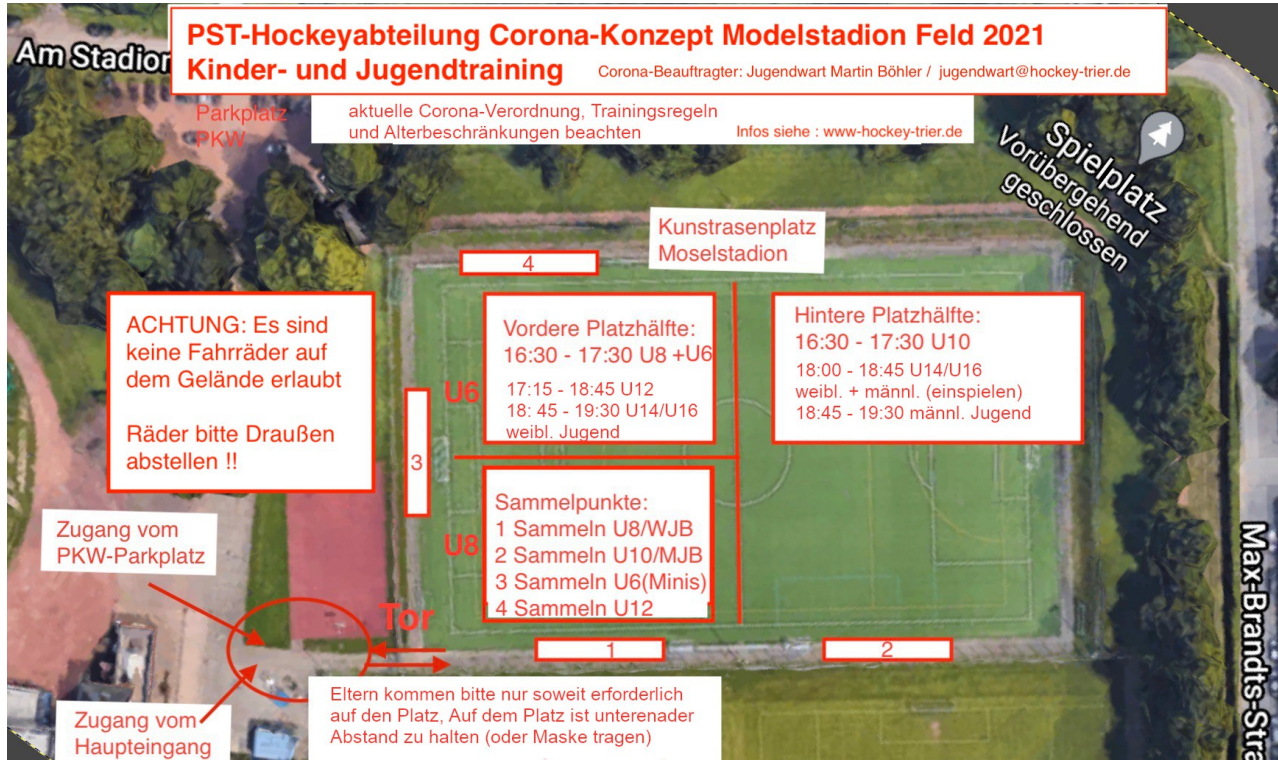 PST-Hockeyabteilung Corona-Konzept Modelstadion Feld 2021
Kinder- und Jugendtraining Corona-Beauftragter: Jugendwart Martin Böhler / jugendwart@hockey-trier.de
Am Stadion
Parkplatz
PKW
aktuelle Corona-Verordnung, Trainingsregeln
und Alterbeschränkungen beachten Infos siehe : www-hockey-trier.de
Spielplatz
Vorübergehend
geschlossen
Kunstrasenplatz
Moselstadion
4
ACHTUNG: Es sind
keine Fahrräder auf
dem Gelände erlaubt
Räder bitte Draußen
abstellen !!
U6
Vordere Platzhälfte:
16:30 - 17:30 U8 +U6
17:15 - 18:45 U12
18: 45 - 19:30 U14/U16
weibl. Jugend
Hintere Platzhälfte:
16:30 - 17:30 U10
18:00 - 18:45 U14/U16
weibl. + männl. (einspielen)
18:45 - 19:30 männl. Jugend
3
U8
Sammelpunkte:
1 Sammeln U8/WJB
2 Sammeln U10/MJB
3 Sammeln U6(Minis)
4 Sammeln U12
Zugang vom
PKW-Parkplatz
Tor
1
2
Zugang vom
Haupteingang
Eltern kommen bitte nur soweit erforderlich
auf den Platz, Auf dem Platz ist unterenader
Abstand zu halten (oder Maske tragen)
Max-Brandts-Stra